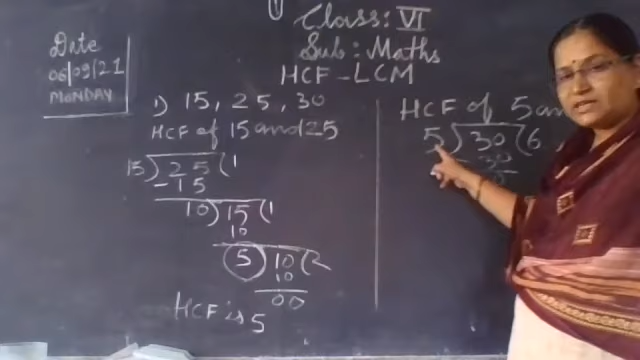 Class: VI
Sub: Maths
HCF-LCM
Date
06/09/21
MONDAY
1) 15, 25, 30
HCF of 15 and 25
15) 25 (1
-15
10) 15 (1
10
5) 10 (2
10
00
HCF is 5
HCF of 5 an
5) 30 (6
- 30